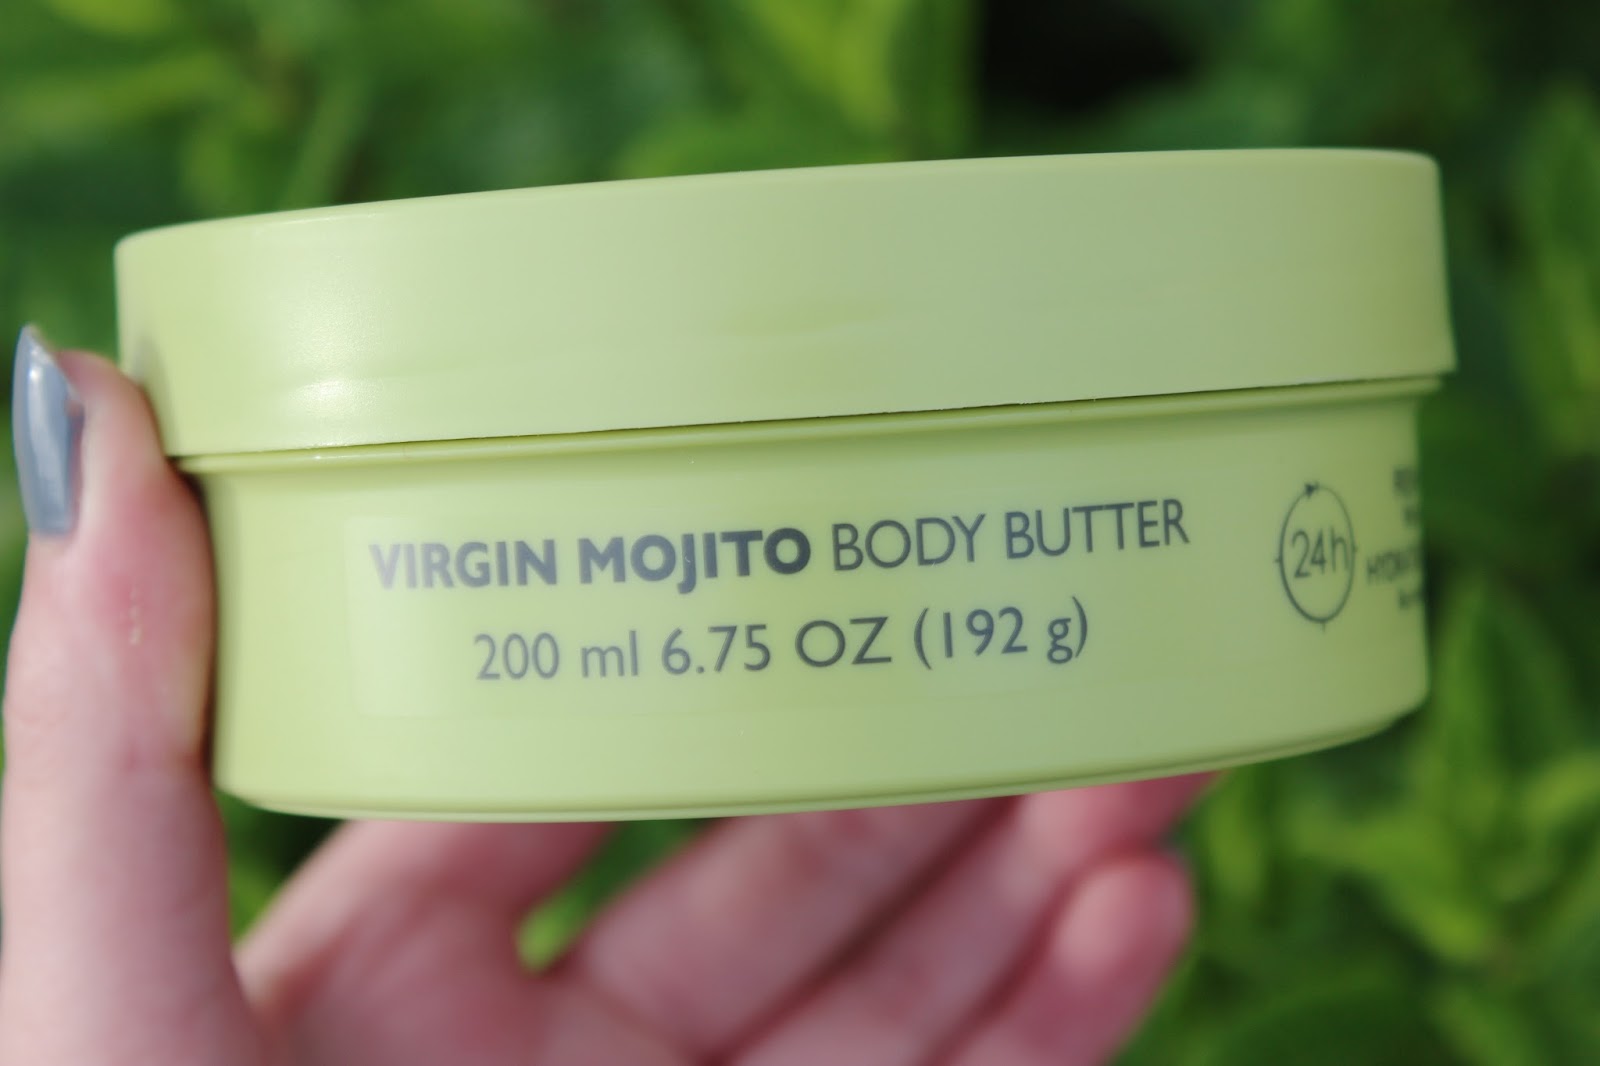 VIRGIN MOJITO BODY BUTTER
200 ml 6.75 OZ (192 g)
24h